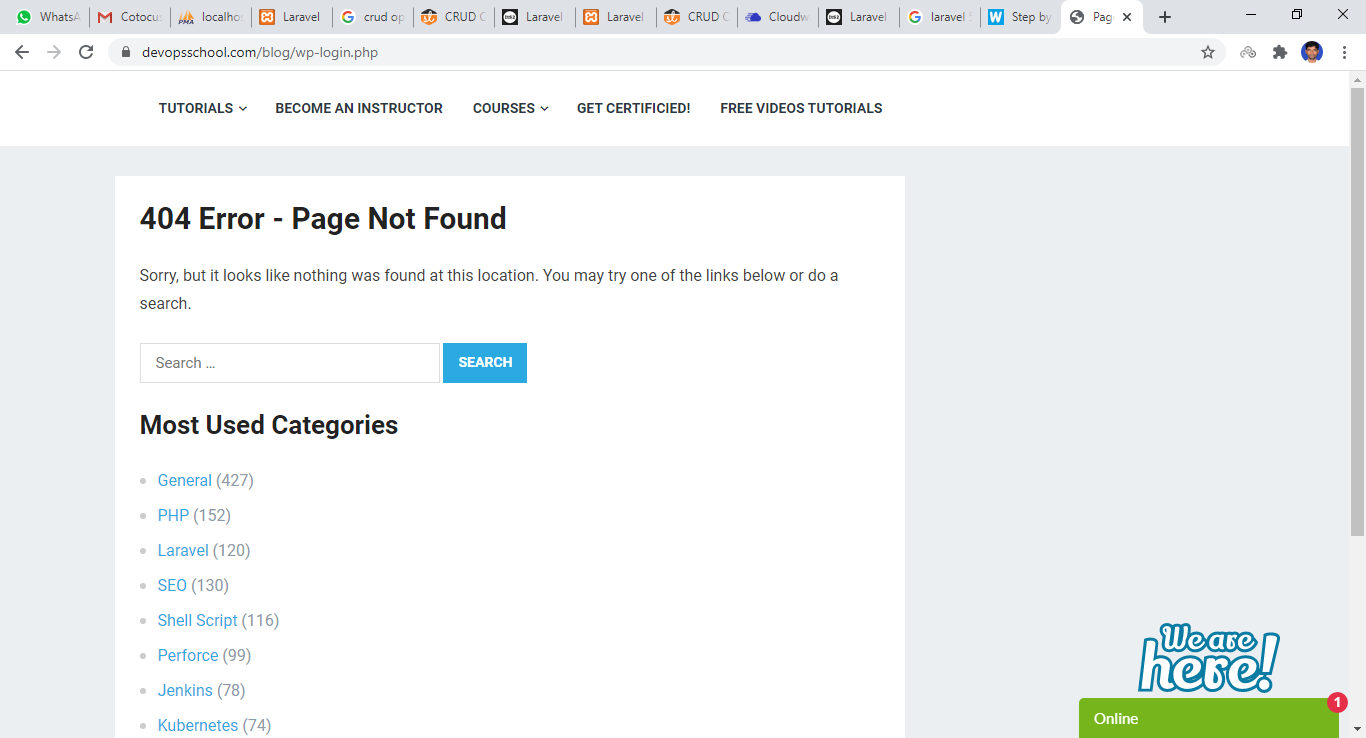 WhatsA
Cotocus
localhos
Laravel
crud op
CRUD C
Laravel
Laravel
CRUD C
Cloudw
Laravel
laravel 5
Step by
Pag
devopsschool.com/blog/wp-login.php
TUTORIALS BECOME AN INSTRUCTOR COURSES GET CERTIFICIED! FREE VIDEOS TUTORIALS
404 Error - Page Not Found
Sorry, but it looks like nothing was found at this location. You may try one of the links below or do a
search.
Search ... SEARCH
Most Used Categories
General (427)
PHP (152)
Laravel (120)
SEO (130)
Shell Script (116)
Perforce (99)
Jenkins (78)
Kubernetes (74)
We are
here!
1
Online